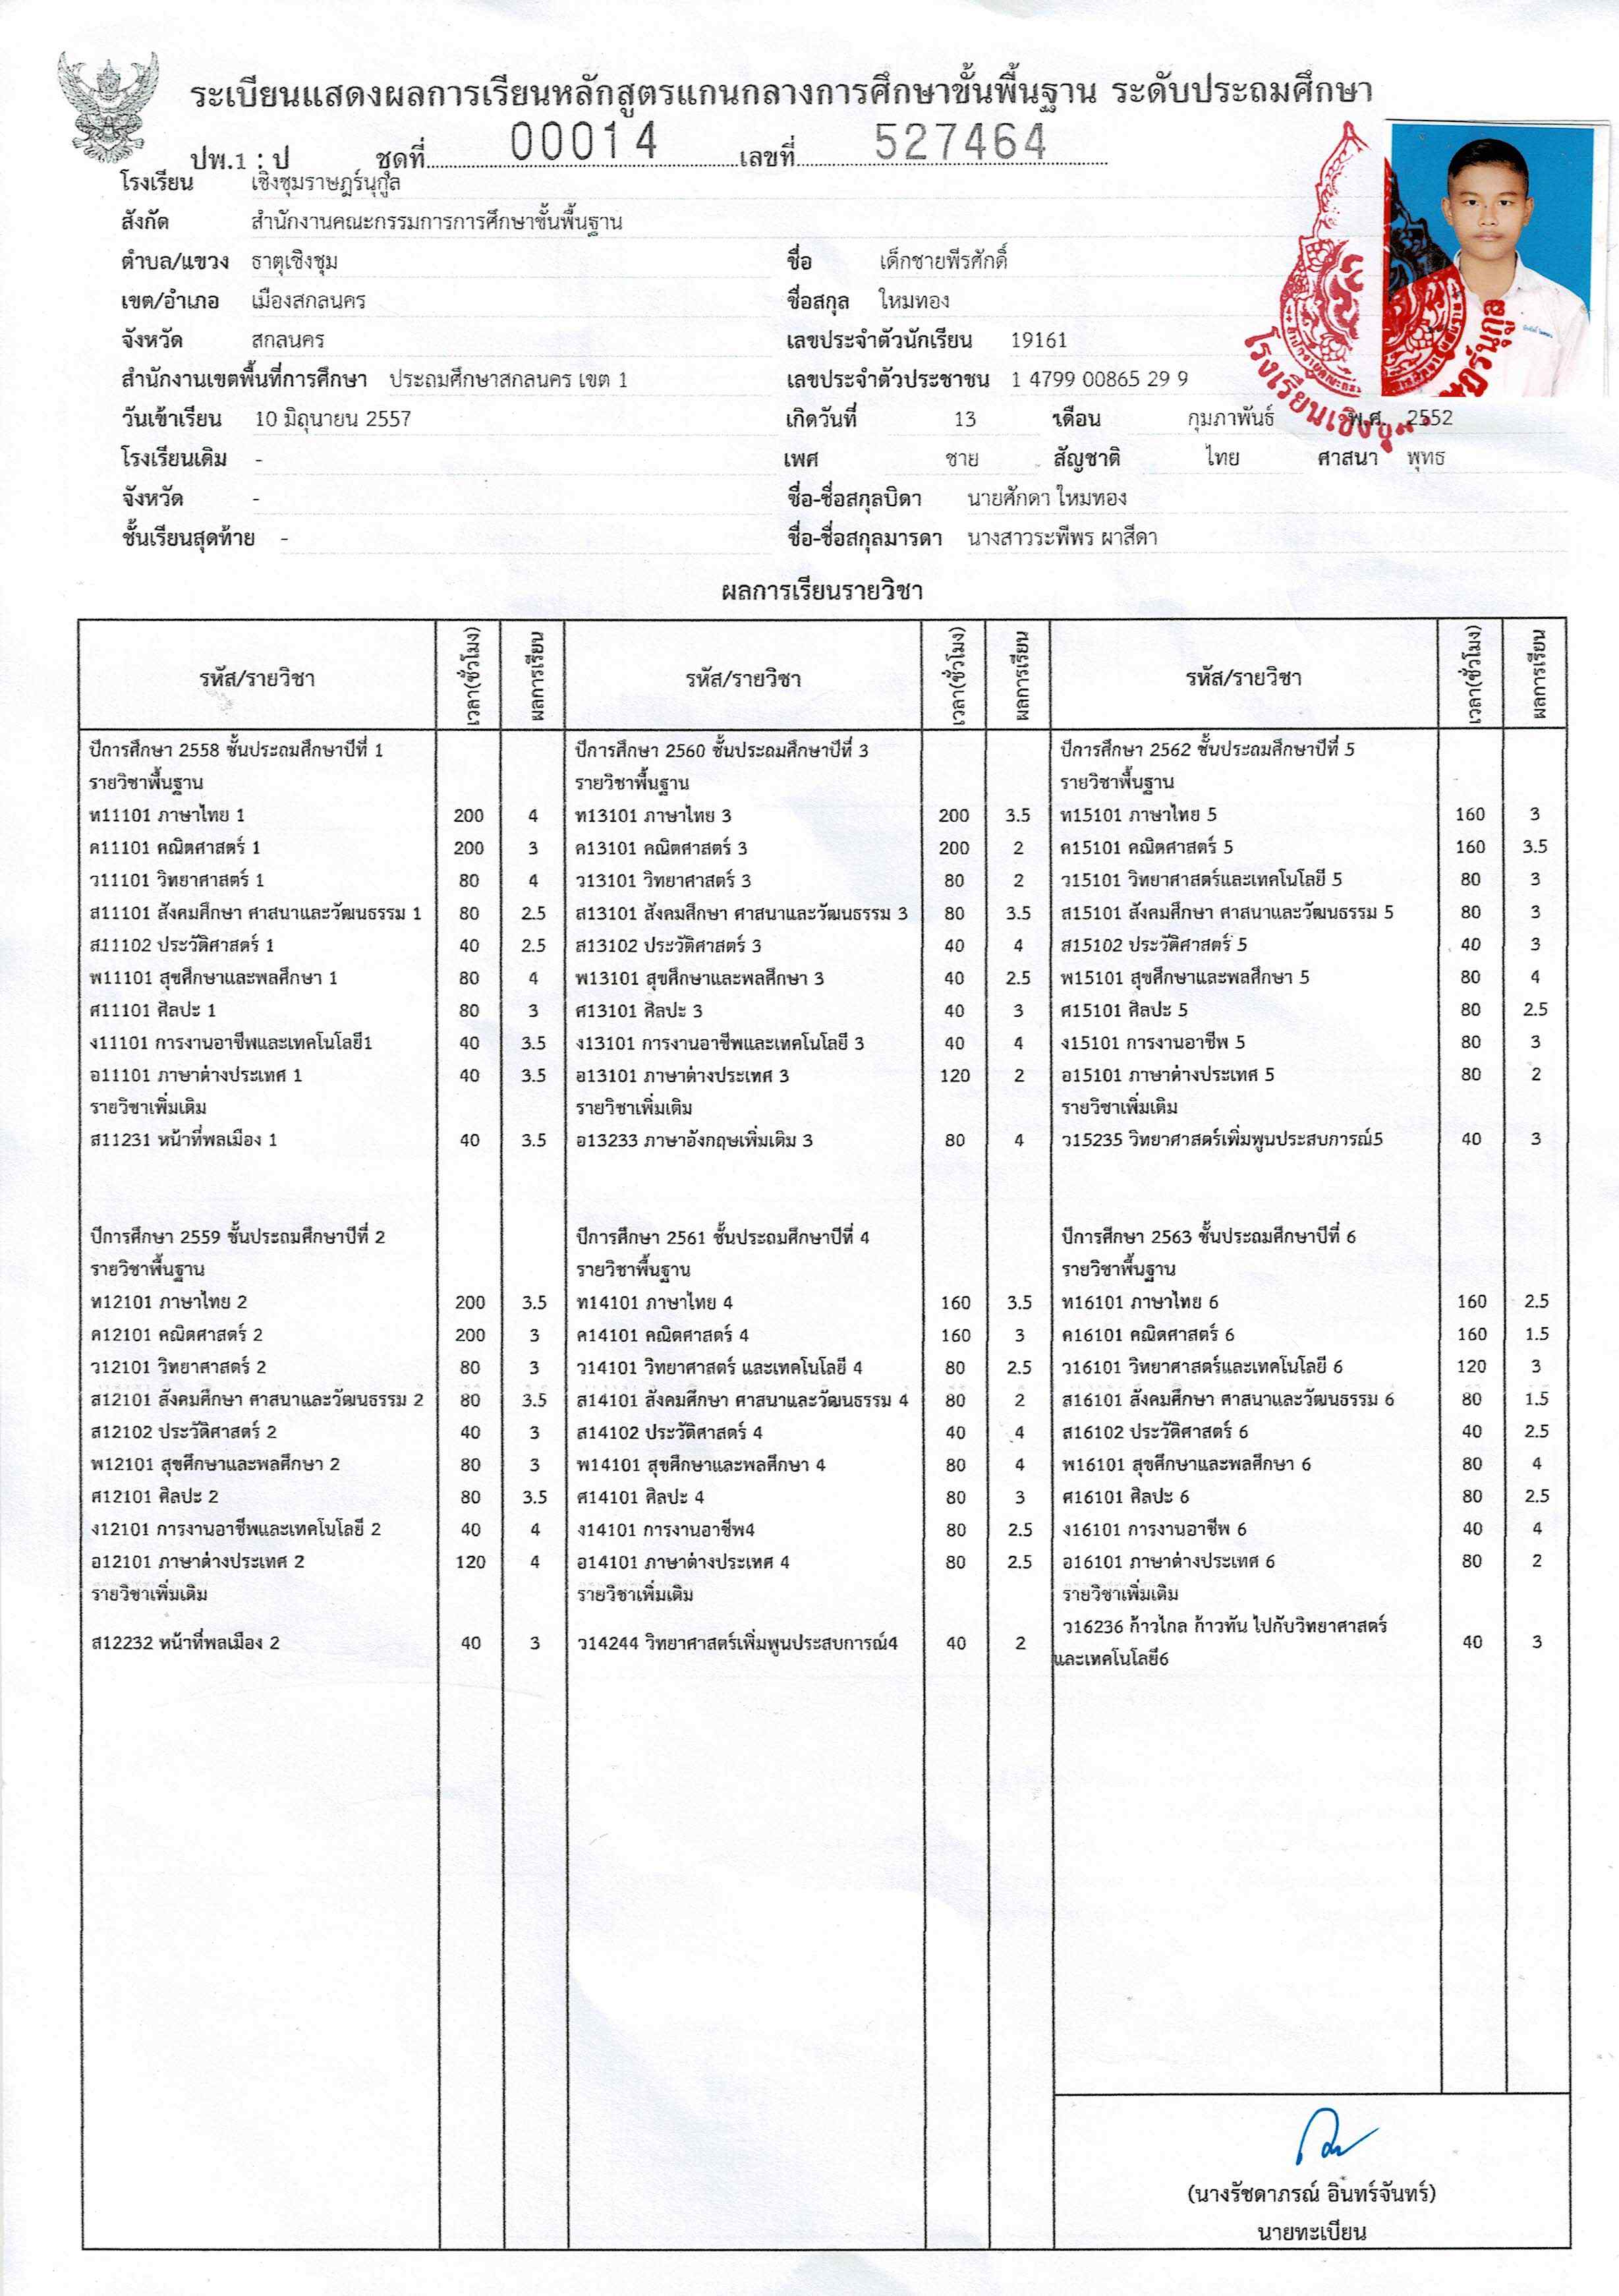 ระเบียนแสดงผลการเรียนหลักสูตรแกนกลางการศึกษาขั้นพื้นฐาน ระดับประถมศึกษา
ปพ.1 : ป ชุดที่ 00014 เลขที่ 527464
โรงเรียน เชิงชุมราษฎร์นุกูล
สังกัด สำนักงานคณะกรรมการการศึกษาขั้นพื้นฐาน
ตำบล/แขวง ธาตุเชิงชุม ชื่อ เด็กชายพีรศักดิ์
เขต/อำเภอ เมืองสกลนคร ชื่อสกุล ใหมทอง
จังหวัด สกลนคร เลขประจำตัวนักเรียน 19161
สำนักงานเขตพื้นที่การศึกษา ประถมศึกษาสกลนคร เขต 1 เลขประจำตัวประชาชน 1 4799 00865 29 9
วันเข้าเรียน 10 มิถุนายน 2557 เกิดวันที่ 13 เดือน กุมภาพันธ์ พ.ศ. 2552
โรงเรียนเดิม - เพศ ชาย สัญชาติ ไทย ศาสนา พุทธ
จังหวัด - ชื่อ-ชื่อสกุลบิดา นายศักดา ใหมทอง
ชั้นเรียนสุดท้าย - ชื่อ-ชื่อสกุลมารดา นางสาวระพีพร ผาสีดา
ผลการเรียนรายวิชา
รหัส/รายวิชา เวลา(ชั่วโมง) ผลการเรียน รหัส/รายวิชา เวลา(ชั่วโมง) ผลการเรียน รหัส/รายวิชา เวลา(ชั่วโมง) ผลการเรียน
ปีการศึกษา 2558 ชั้นประถมศึกษาปีที่ 1 ปีการศึกษา 2560 ชั้นประถมศึกษาปีที่ 3 ปีการศึกษา 2562 ชั้นประถมศึกษาปีที่ 5
รายวิชาพื้นฐาน รายวิชาพื้นฐาน รายวิชาพื้นฐาน
ท11101 ภาษาไทย 1 200 4 ท13101 ภาษาไทย 3 200 3.5 ท15101 ภาษาไทย 5 160 3
ค11101 คณิตศาสตร์ 1 200 3 ค13101 คณิตศาสตร์ 3 200 2 ค15101 คณิตศาสตร์ 5 160 3.5
ว11101 วิทยาศาสตร์ 1 80 4 ว13101 วิทยาศาสตร์ 3 80 2 ว15101 วิทยาศาสตร์และเทคโนโลยี 5 80 3
ส11101 สังคมศึกษา ศาสนาและวัฒนธรรม 1 80 2.5 ส13101 สังคมศึกษา ศาสนาและวัฒนธรรม 3 80 3.5 ส15101 สังคมศึกษา ศาสนาและวัฒนธรรม 5 80 3
ส11102 ประวัติศาสตร์ 1 40 2.5 ส13102 ประวัติศาสตร์ 3 40 4 ส15102 ประวัติศาสตร์ 5 40 3
พ11101 สุขศึกษาและพลศึกษา 1 80 4 พ13101 สุขศึกษาและพลศึกษา 3 40 2.5 พ15101 สุขศึกษาและพลศึกษา 5 80 4
ศ11101 ศิลปะ 1 80 3 ศ13101 ศิลปะ 3 40 3 ศ15101 ศิลปะ 5 80 2.5
ง11101 การงานอาชีพและเทคโนโลยี1 40 3.5 ง13101 การงานอาชีพและเทคโนโลยี 3 40 4 ง15101 การงานอาชีพ 5 80 3
อ11101 ภาษาต่างประเทศ 1 40 3.5 อ13101 ภาษาต่างประเทศ 3 120 2 อ15101 ภาษาต่างประเทศ 5 80 2
รายวิชาเพิ่มเติม รายวิชาเพิ่มเติม รายวิชาเพิ่มเติม
ส11231 หน้าที่พลเมือง 1 40 3.5 อ13233 ภาษาอังกฤษเพิ่มเติม 3 80 4 ว15235 วิทยาศาสตร์เพิ่มพูนประสบการณ์5 40 3
ปีการศึกษา 2559 ชั้นประถมศึกษาปีที่ 2 ปีการศึกษา 2561 ชั้นประถมศึกษาปีที่ 4 ปีการศึกษา 2563 ชั้นประถมศึกษาปีที่ 6
รายวิชาพื้นฐาน รายวิชาพื้นฐาน รายวิชาพื้นฐาน
ท12101 ภาษาไทย 2 200 3.5 ท14101 ภาษาไทย 4 160 3.5 ท16101 ภาษาไทย 6 160 2.5
ค12101 คณิตศาสตร์ 2 200 3 ค14101 คณิตศาสตร์ 4 160 3 ค16101 คณิตศาสตร์ 6 160 1.5
ว12101 วิทยาศาสตร์ 2 80 3 ว14101 วิทยาศาสตร์ และเทคโนโลยี 4 80 2.5 ว16101 วิทยาศาสตร์และเทคโนโลยี 6 120 3
ส12101 สังคมศึกษา ศาสนาและวัฒนธรรม 2 80 3.5 ส14101 สังคมศึกษา ศาสนาและวัฒนธรรม 4 80 2 ส16101 สังคมศึกษา ศาสนาและวัฒนธรรม 6 80 1.5
ส12102 ประวัติศาสตร์ 2 40 3 ส14102 ประวัติศาสตร์ 4 40 4 ส16102 ประวัติศาสตร์ 6 40 2.5
พ12101 สุขศึกษาและพลศึกษา 2 80 3 พ14101 สุขศึกษาและพลศึกษา 4 80 4 พ16101 สุขศึกษาและพลศึกษา 6 80 4
ศ12101 ศิลปะ 2 80 3.5 ศ14101 ศิลปะ 4 80 3 ศ16101 ศิลปะ 6 80 2.5
ง12101 การงานอาชีพและเทคโนโลยี 2 40 4 ง14101 การงานอาชีพ4 80 2.5 ง16101 การงานอาชีพ 6 40 4
อ12101 ภาษาต่างประเทศ 2 120 4 อ14101 ภาษาต่างประเทศ 4 80 2.5 อ16101 ภาษาต่างประเทศ 6 80 2
รายวิชาเพิ่มเติม รายวิชาเพิ่มเติม รายวิชาเพิ่มเติม
ส12232 หน้าที่พลเมือง 2 40 3 ว14244 วิทยาศาสตร์เพิ่มพูนประสบการณ์4 40 2 ว16236 ก้าวไกล ก้าวทัน ไปกับวิทยาศาสตร์ 40 3
และเทคโนโลยี6
(นางรัชดาภรณ์ อินทร์จันทร์)
นายทะเบียน